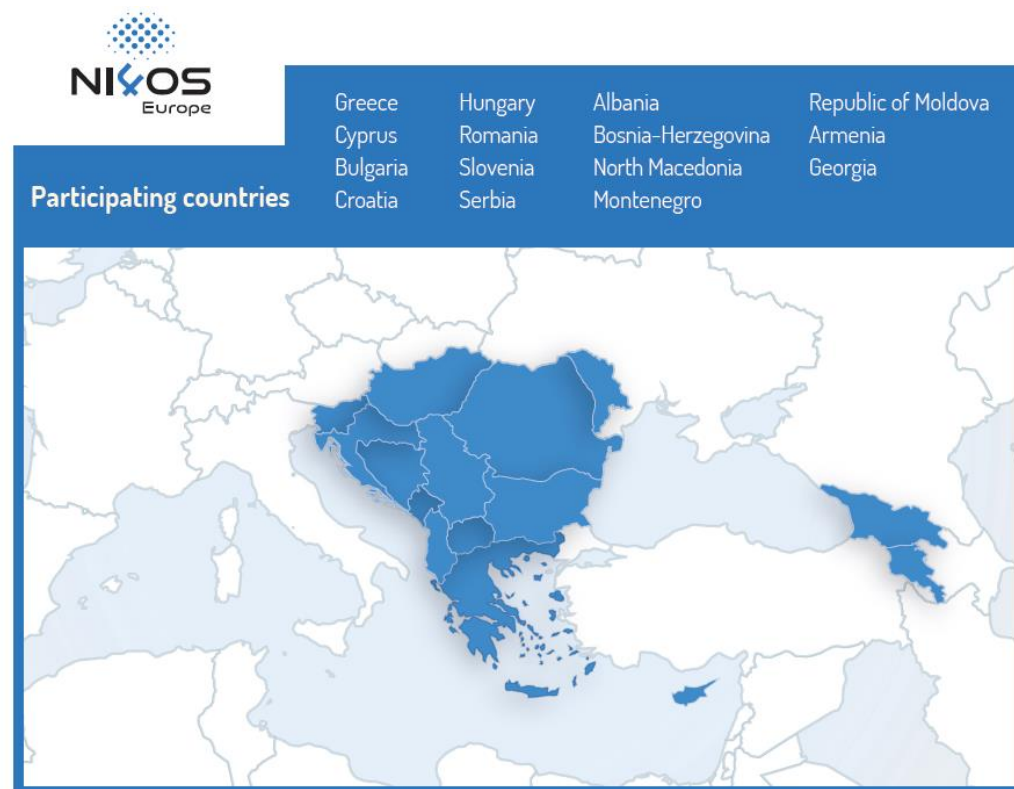 NI4OS
Europe
Participating countries
Greece
Cyprus
Bulgaria
Croatia
Hungary
Romania
Slovenia
Serbia
Albania
Bosnia-Herzegovina
North Macedonia
Montenegro
Republic of Moldova
Armenia
Georgia